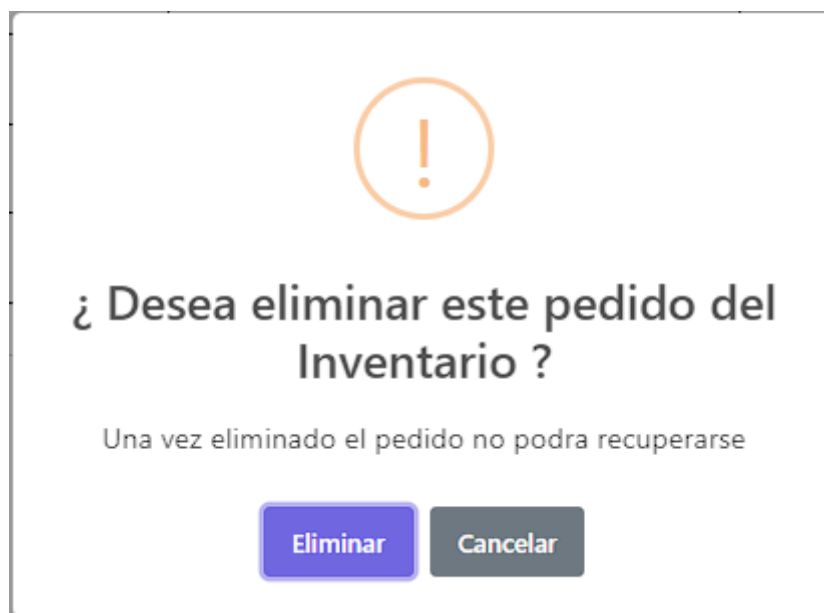 !
¿ Desea eliminar este pedido del
Inventario ?
Una vez eliminado el pedido no podra recuperarse
Eliminar
Cancelar